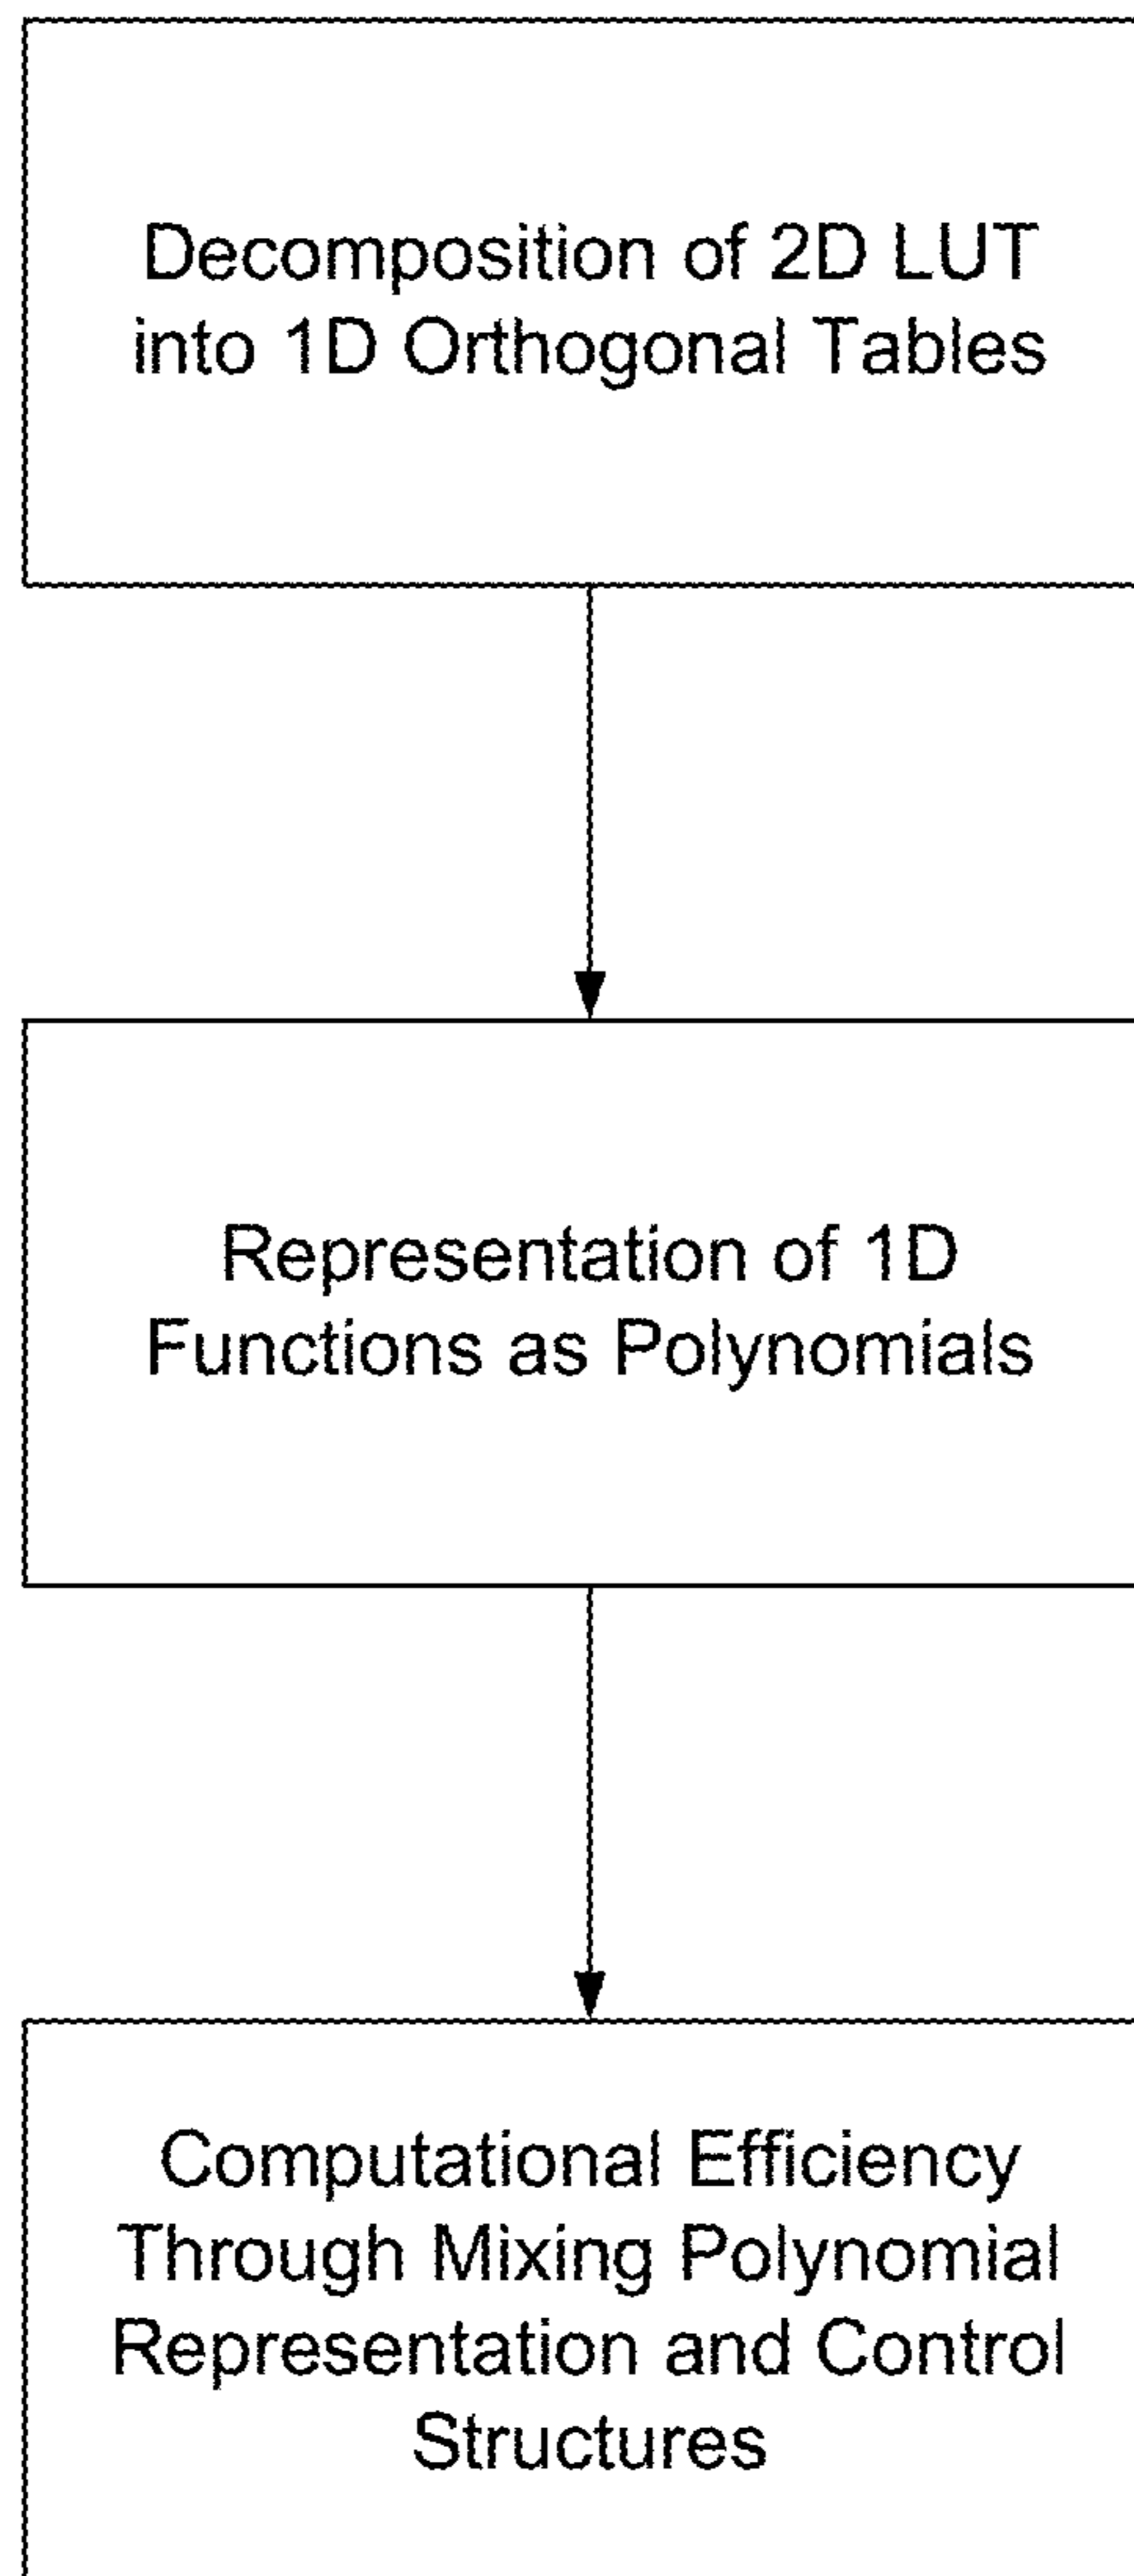 Decomposition of 2D LUT
into 1D Orthogonal Tables
Representation of 1D
Functions as Polynomials
Computational Efficiency
Through Mixing Polynomial
Representation and Control
Structures